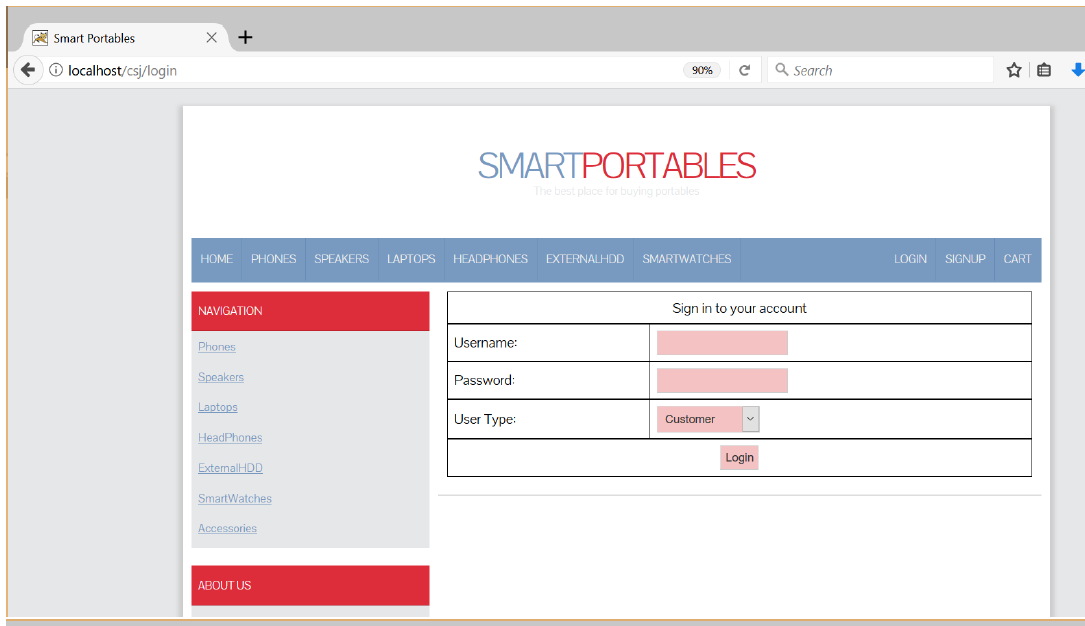 Smart Portables
localhost/csj/login
90%
Search
SMARTPORTABLES
The best place for buying portables
HOME PHONES SPEAKERS LAPTOPS HEADPHONES EXTERNALHDD SMARTWATCHES LOGIN SIGNUP CART
NAVIGATION
Phones
Speakers
Laptops
HeadPhones
ExternalHDD
SmartWatches
Accessories
ABOUT US
Sign in to your account
Username:
Password:
User Type: Customer
Login